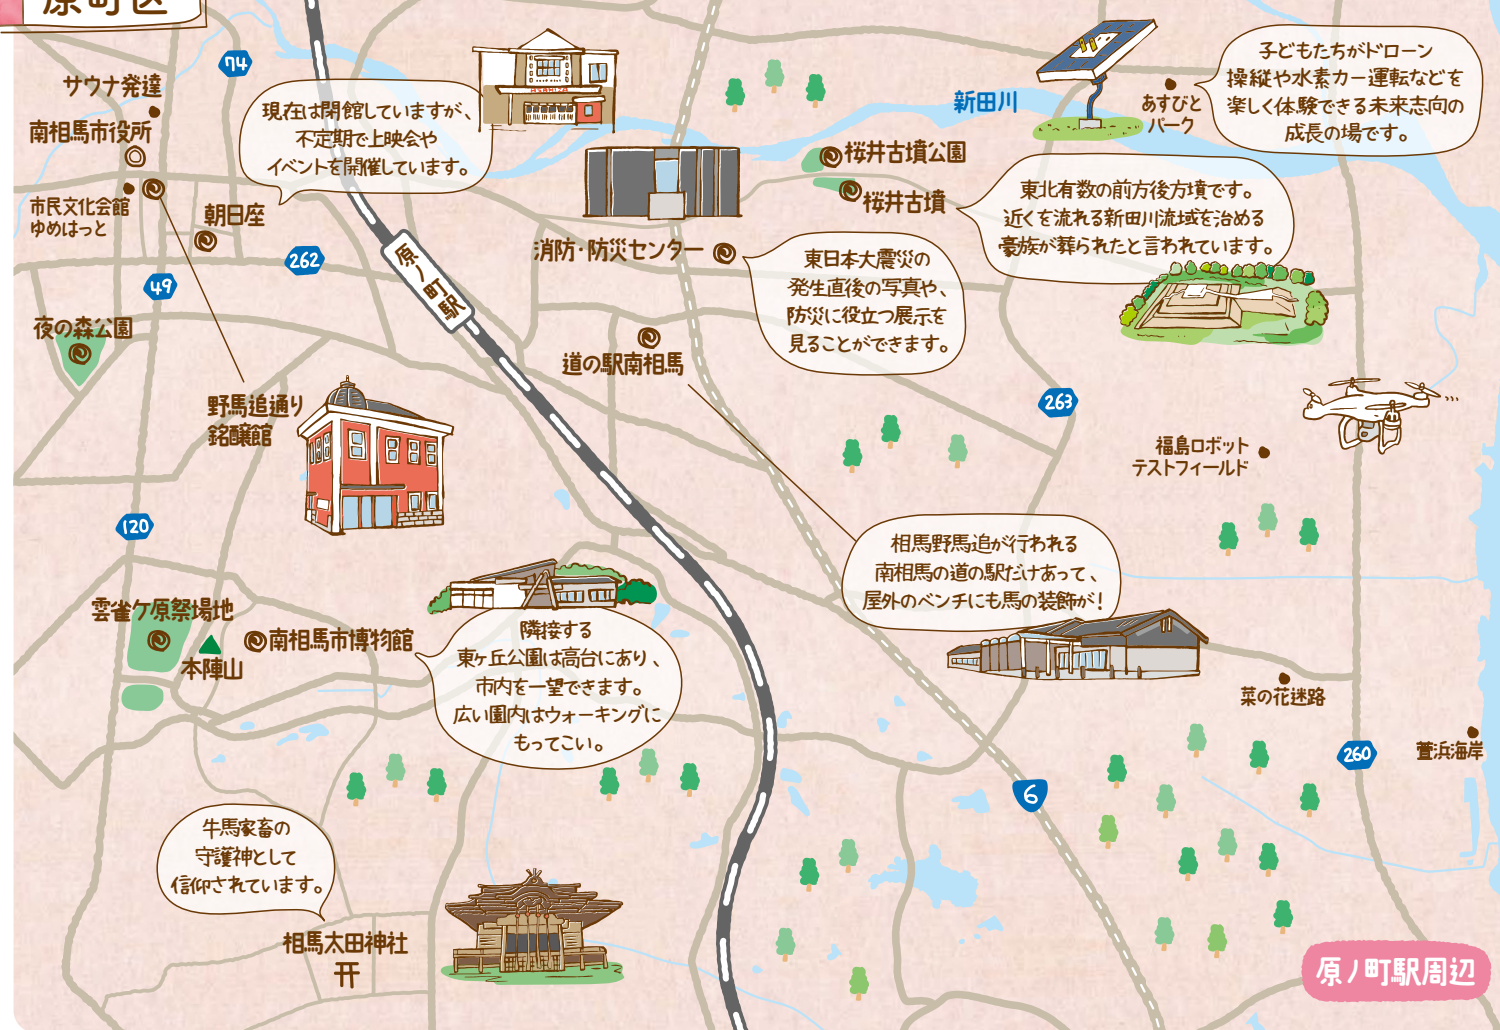 原町区
74
サウナ発達
南相馬市役所
市民文化会館
ゆめはっと
朝日座
現在は閉館していますが、
不定期で上映会や
イベントを開催しています。
ASAHIZA
262
49
夜の森公園
原ノ町駅
野馬追通り
銘醸館
消防・防災センター
東日本大震災の
発生直後の写真や、
防災に役立つ展示を
見ることができます。
道の駅南相馬
新田川
桜井古墳公園
桜井古墳
東北有数の前方後方墳です。
近くを流れる新田川流域を治める
豪族が葬られたと言われています。
あすびと
パーク
子どもたちがドローン
操縦や水素カー運転などを
楽しく体験できる未来志向の
成長の場です。
263
福島ロボット
テストフィールド
相馬野馬追が行われる
南相馬の道の駅だけあって、
屋外のベンチにも馬の装飾が!
120
雲雀ケ原祭場地
本陣山
南相馬市博物館
隣接する
東ヶ丘公園は高台にあり、
市内を一望できます。
広い園内はウォーキングに
もってこい。
菜の花迷路
萱浜海岸
260
6
牛馬家畜の
守護神として
信仰されています。
相馬太田神社
原ノ町駅周辺